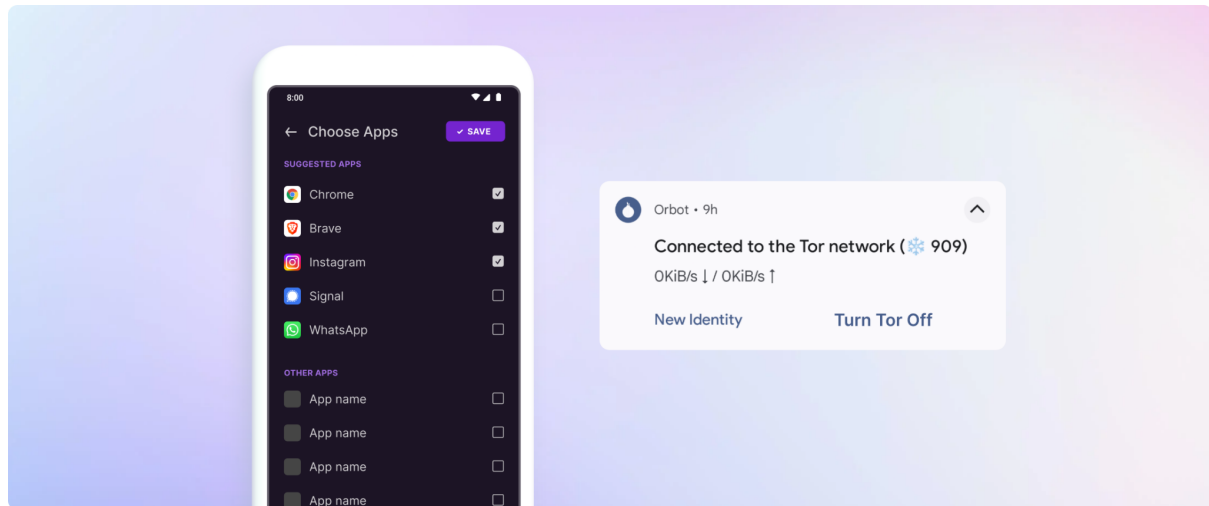 8:00
← Choose Apps
✓ SAVE
SUGGESTED APPS
Chrome
Brave
Instagram
Signal
WhatsApp
OTHER APPS
App name
App name
App name
App name
Orbot • 9h
Connected to the Tor network (❄️ 909)
0KiB/s ↓ / 0KiB/s ↑
New Identity
Turn Tor Off